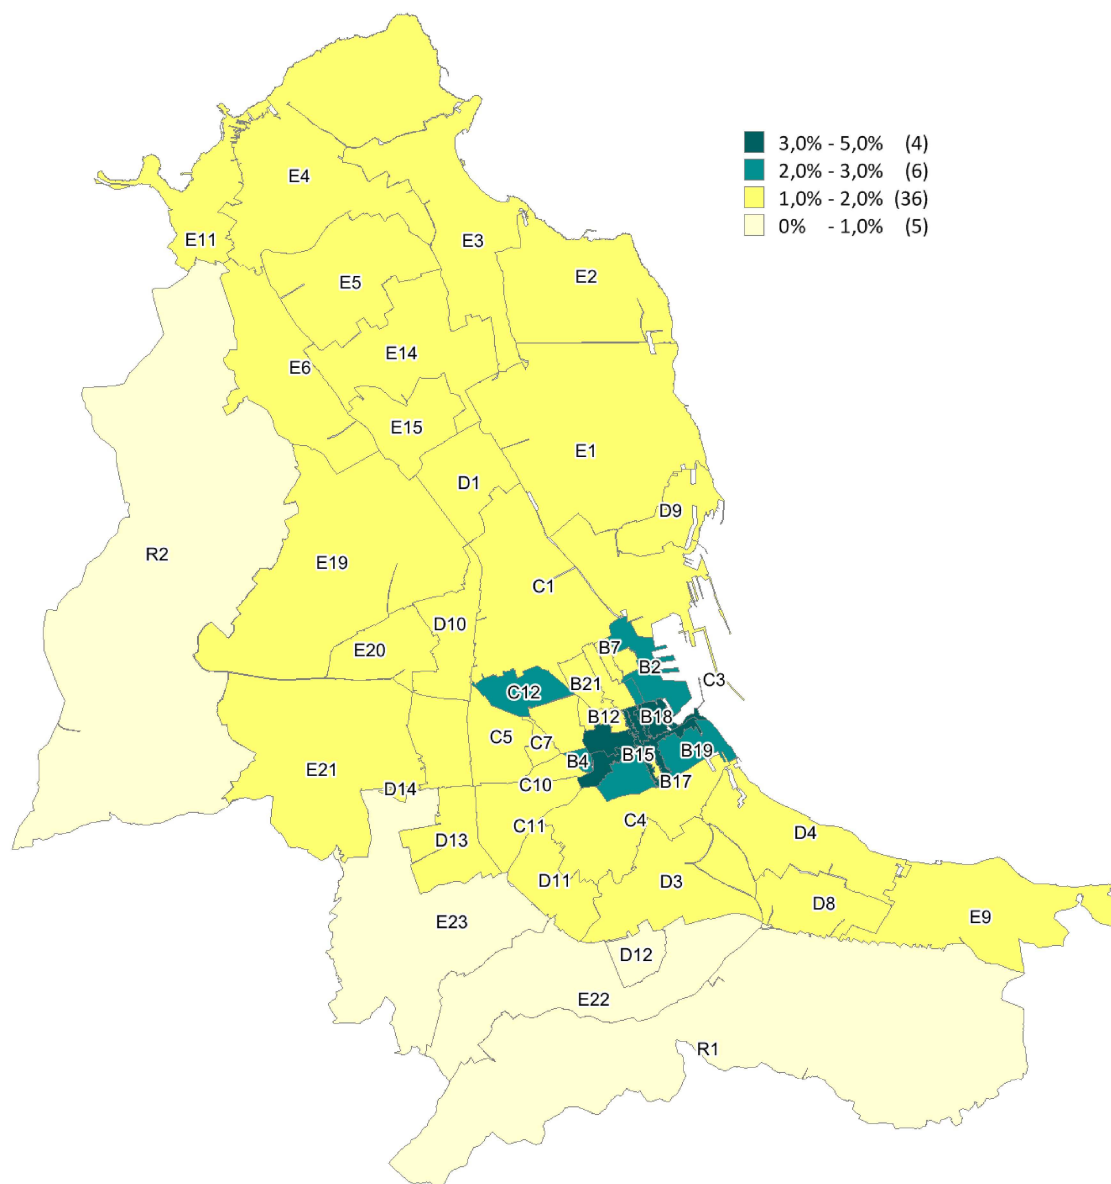 3,0% - 5,0% (4)
2,0% - 3,0% (6)
1,0% - 2,0% (36)
0% - 1,0% (5)
E4
E11
E3
E5
E2
E14
E6
E15
E1
D1
D9
R2
E19
C1
D10
B7
E20
B2
C3
C12
B21
B12
B18
C5
C7
B15
B19
B4
E21
C10
B17
D14
C4
C11
D4
D13
D11
D3
D8
E9
E23
D12
E22
R1